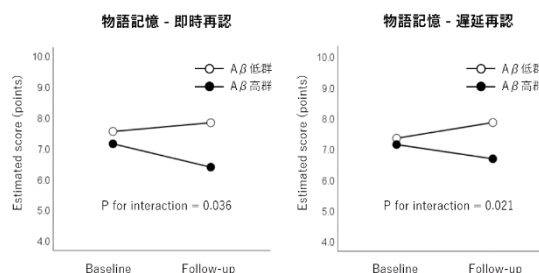 物語記憶 - 即時再認
Estimated score (points)
10.0
9.0
8.0
7.0
6.0
5.0
4.0
Aβ低群
Aβ高群
P for interaction = 0.036
Baseline
Follow-up
物語記憶 - 遅延再認
Estimated score (points)
10.0
9.0
8.0
7.0
6.0
5.0
4.0
Aβ低群
Aβ高群
P for interaction = 0.021
Baseline
Follow-up